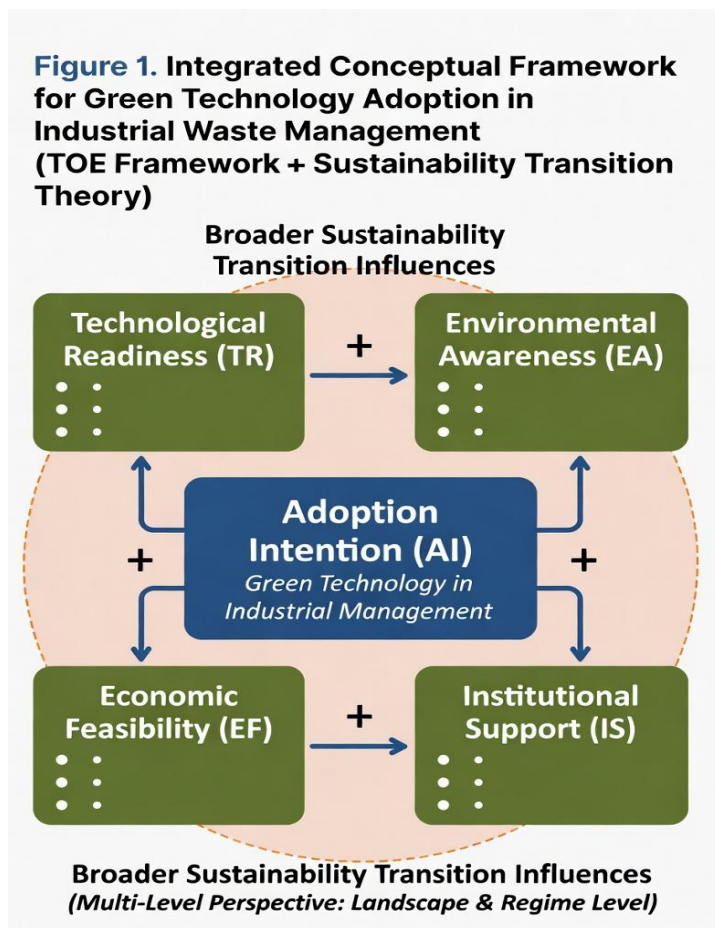 Figure 1. Integrated Conceptual Framework
for Green Technology Adoption in
Industrial Waste Management
(TOE Framework + Sustainability Transition
Theory)
Broader Sustainability
Transition Influences
Technological
Readiness (TR)
+
Environmental
Awareness (EA)
Adoption
Intention (AI)
Green Technology in
Industrial Management
+
+
Economic
Feasibility (EF)
+
Institutional
Support (IS)
Broader Sustainability Transition Influences
(Multi-Level Perspective: Landscape & Regime Level)